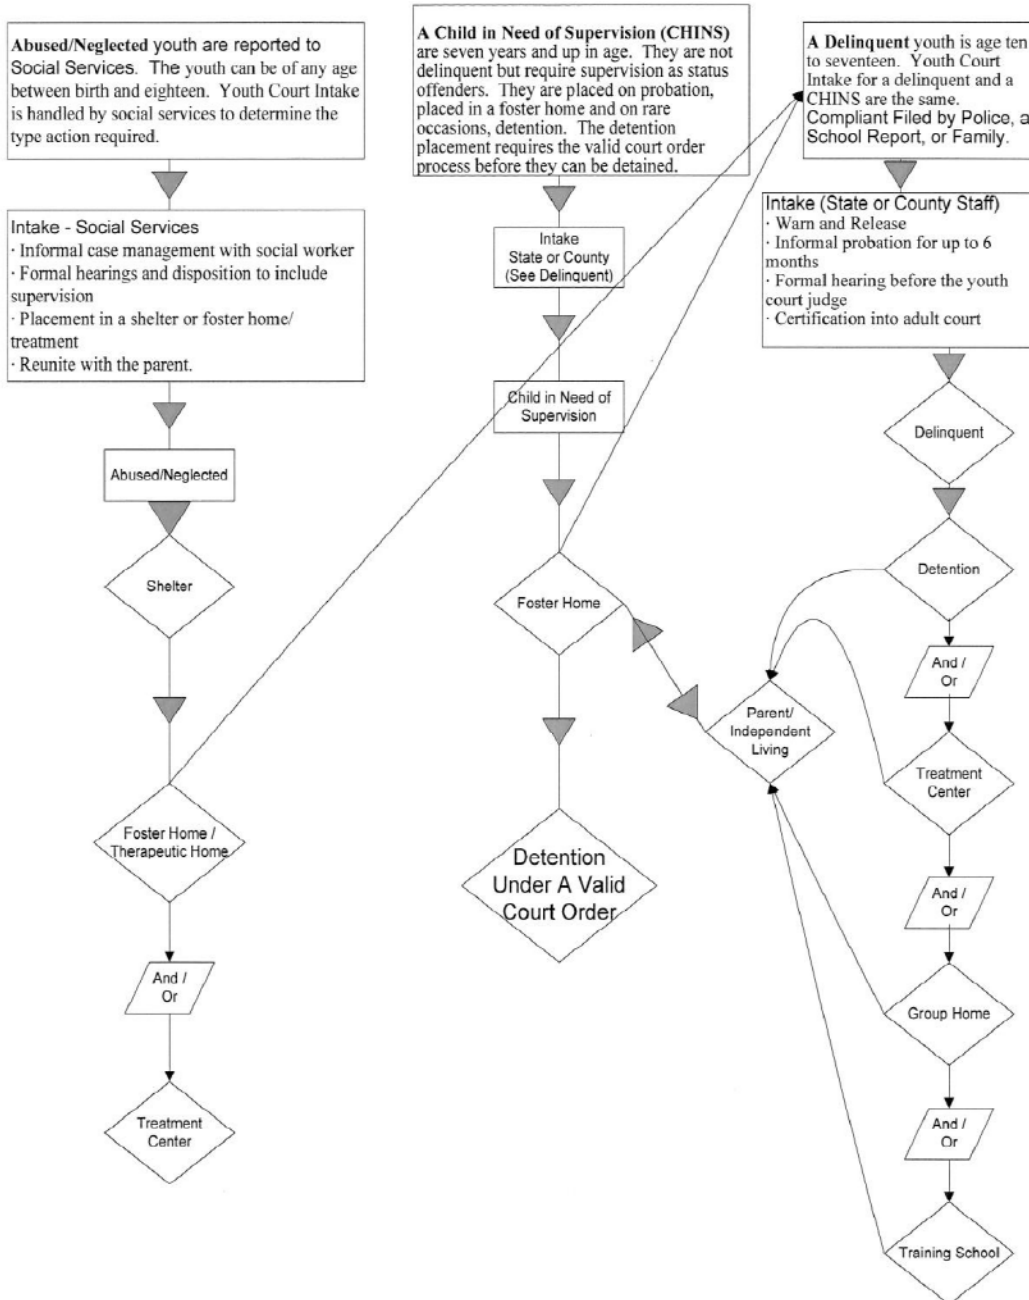 Abused/Neglected youth are reported to
Social Services. The youth can be of any age
between birth and eighteen. Youth Court Intake
is handled by social services to determine the
type action required.
Intake - Social Services
· Informal case management with social worker
· Formal hearings and disposition to include
supervision
· Placement in a shelter or foster home/
treatment
· Reunite with the parent.
Abused/Neglected
Shelter
Foster Home /
Therapeutic Home
And /
Or
Treatment
Center
A Child in Need of Supervision (CHINS)
are seven years and up in age. They are not
delinquent but require supervision as status
offenders. They are placed on probation,
placed in a foster home and on rare
occasions, detention. The detention
placement requires the valid court order
process before they can be detained.
Intake
State or County
(See Delinquent)
Child in Need of
Supervision
Foster Home
Detention
Under A Valid
Court Order
Parent/
Independent
Living
A Delinquent youth is age ten
to seventeen. Youth Court
Intake for a delinquent and a
CHINS are the same.
Compliant Filed by Police, a
School Report, or Family.
Intake (State or County Staff)
· Warn and Release
· Informal probation for up to 6
months
· Formal hearing before the youth
court judge
· Certification into adult court
Delinquent
Detention
And /
Or
Treatment
Center
And /
Or
Group Home
And /
Or
Training School